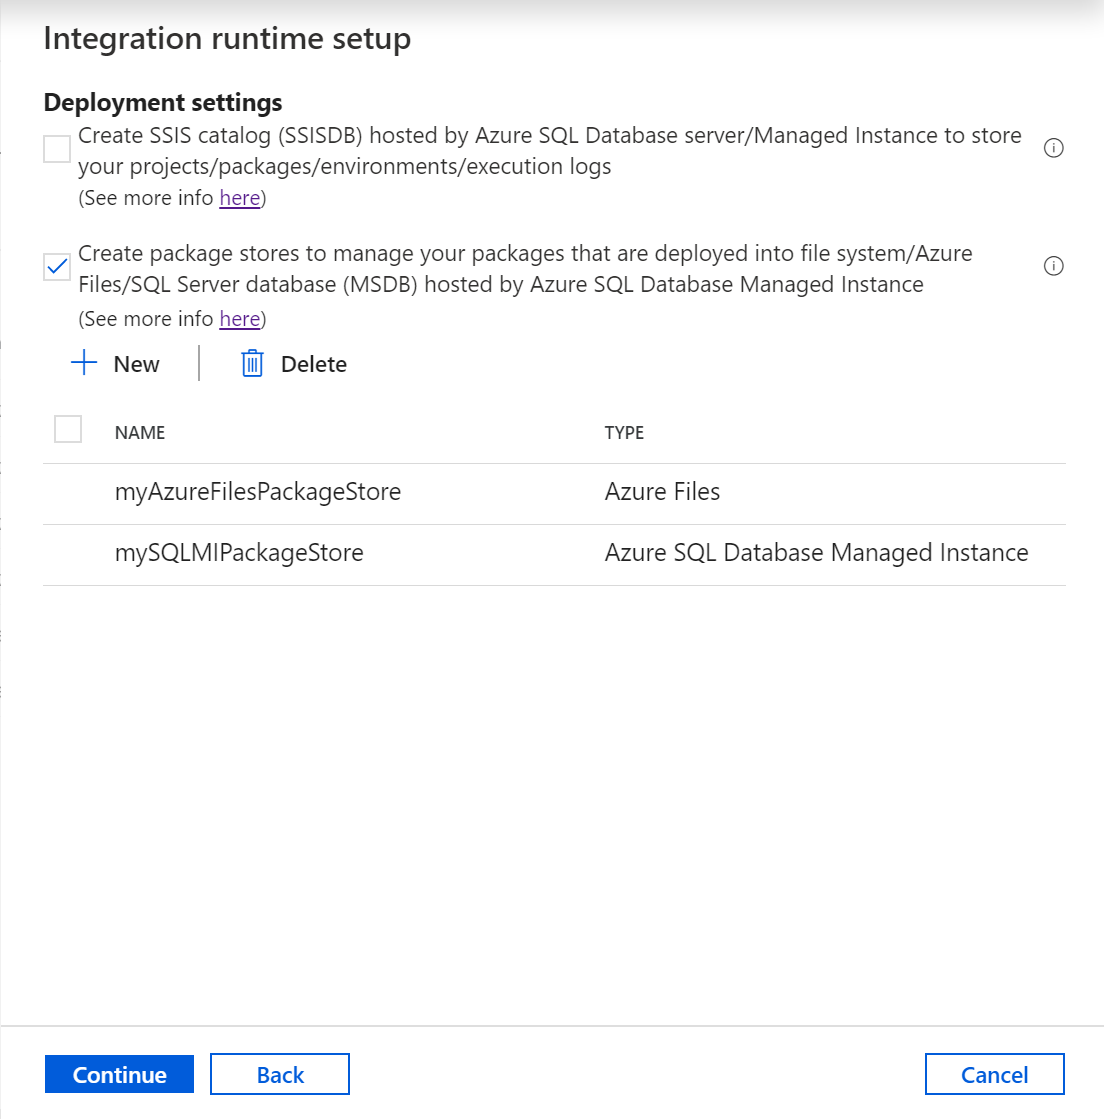 Integration runtime setup
Deployment settings
Create SSIS catalog (SSISDB) hosted by Azure SQL Database server/Managed Instance to store
your projects/packages/environments/execution logs
(See more info here)
Create package stores to manage your packages that are deployed into file system/Azure
Files/SQL Server database (MSDB) hosted by Azure SQL Database Managed Instance
(See more info here)
New | Delete
NAME TYPE
myAzureFilesPackageStore Azure Files
mySQLMIPackageStore Azure SQL Database Managed Instance
Continue Back Cancel